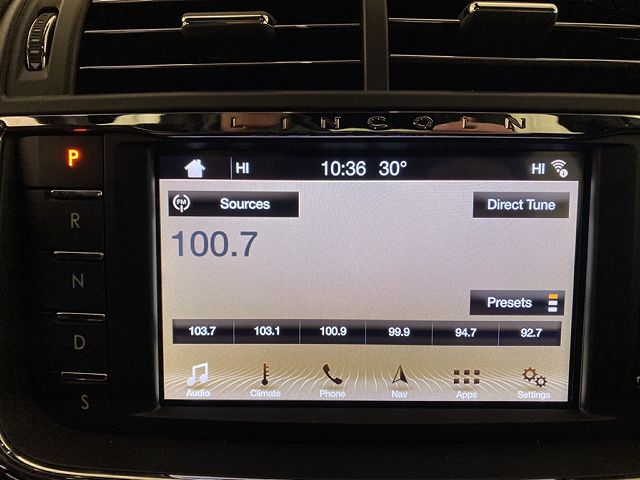 LINCOLN
P
R
N
D
S
HI 10:36 30° HI
FM Sources Direct Tune
100.7
Presets
103.7 103.1 100.9 99.9 94.7 92.7
Audio Climate Phone Nav Apps Settings